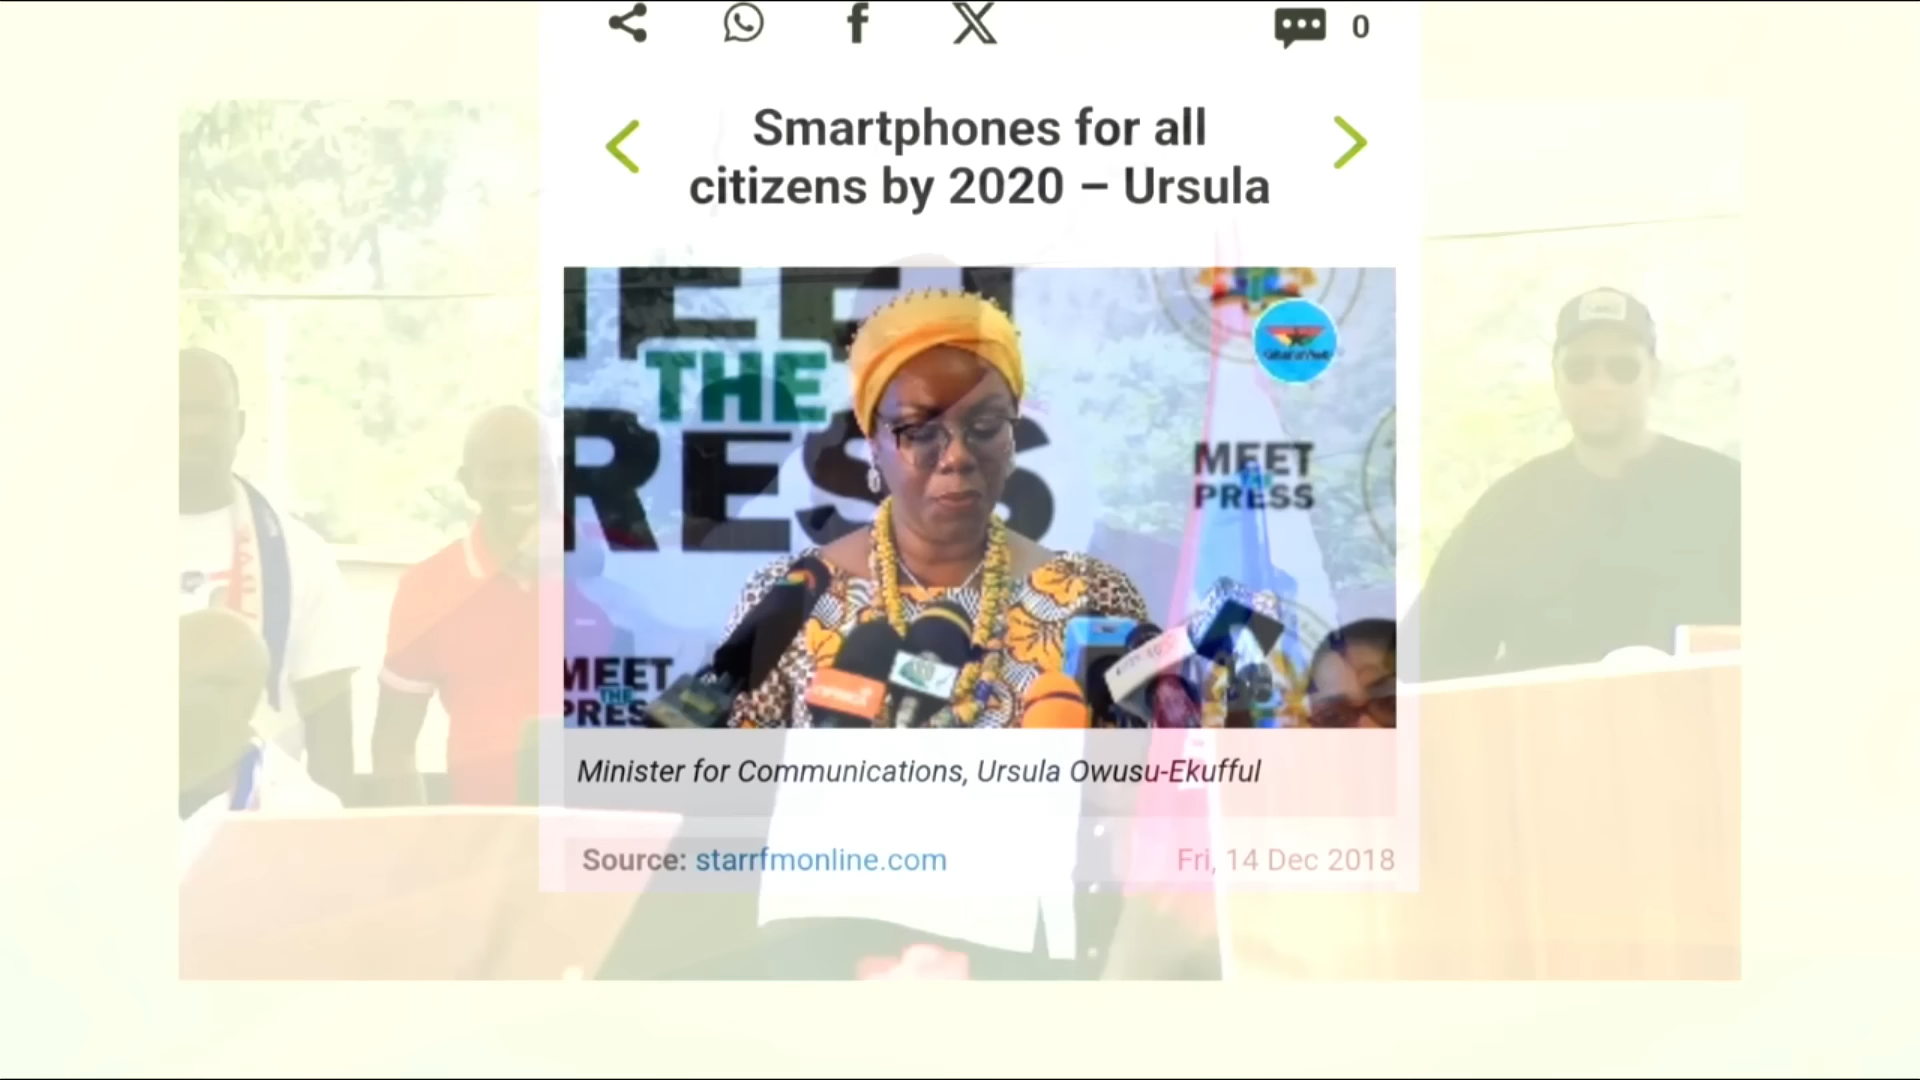 0
Smartphones for all
citizens by 2020 – Ursula
THE
MEET
PRESS
MEET
THE
PRES
Minister for Communications, Ursula Owusu-Ekufful
Source: starrfmonline.com
Fri, 14 Dec 2018